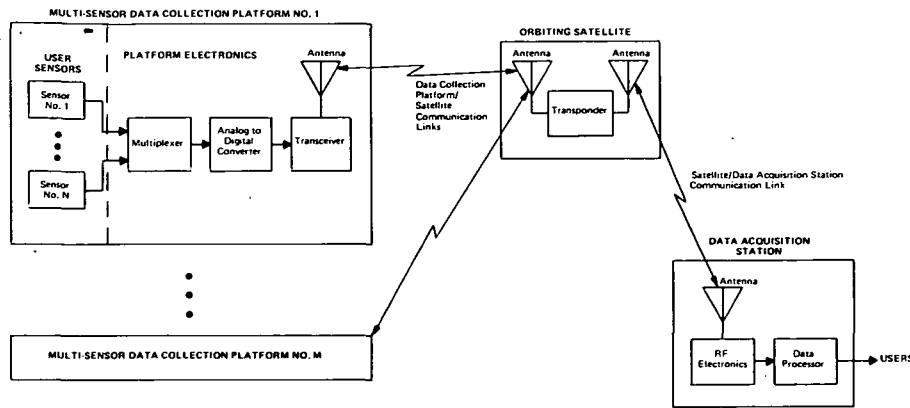 MULTI-SENSOR DATA COLLECTION PLATFORM NO. 1
USER
SENSORS
PLATFORM ELECTRONICS
Antenna
Sensor
No. 1
Multiplexer
Analog to
Digital
Converter
Transceiver
Sensor
No. N
Data Collection
Platform/
Satellite
Communication
Links
ORBITING SATELLITE
Antenna
Antenna
Transponder
Satellite/Data Acquisition Station
Communication Link
DATA ACQUISITION
STATION
Antenna
RF
Electronics
Data
Processor
USERS
MULTI-SENSOR DATA COLLECTION PLATFORM NO. M